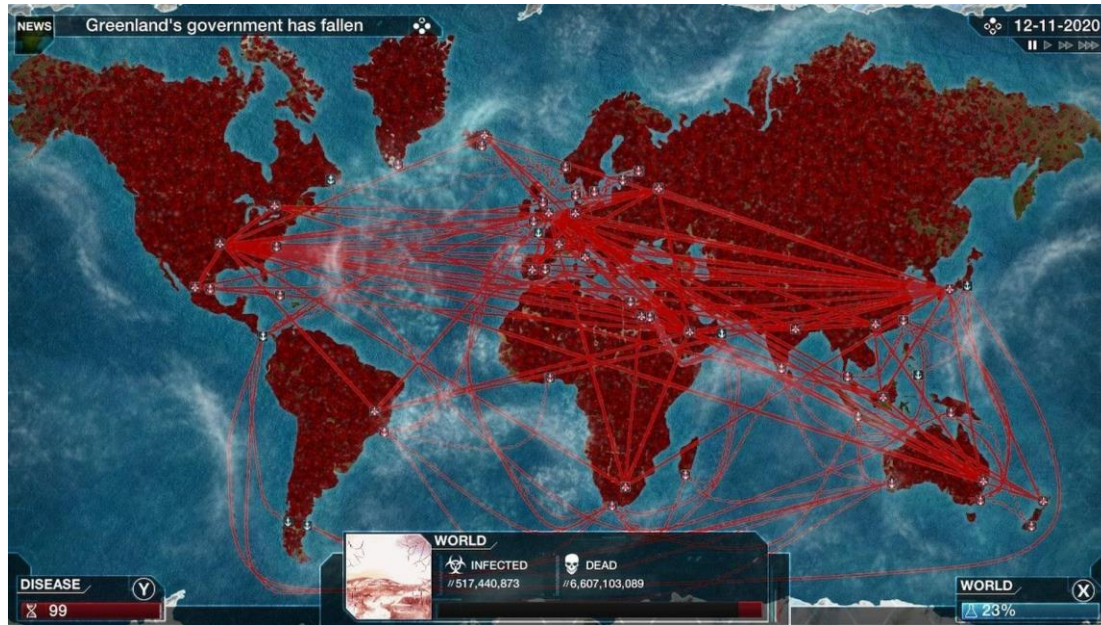 NEWS
Greenland's government has fallen
12-11-2020
WORLD
INFECTED
DEAD
//517,440,873
//6,607,103,089
DISEASE
Y
99
WORLD
X
23%